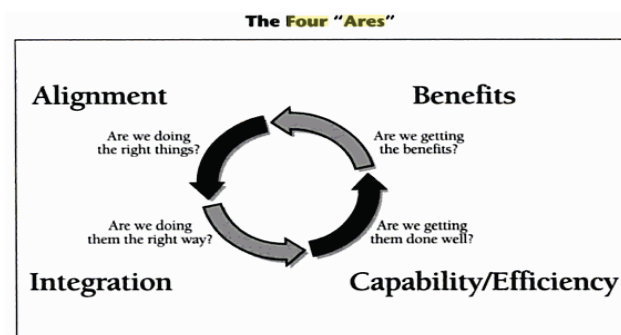 The Four “Ares”
Alignment
Benefits
Are we doing
the right things?
Are we getting
the benefits?
Are we doing
them the right way?
Are we getting
them done well?
Integration
Capability/Efficiency